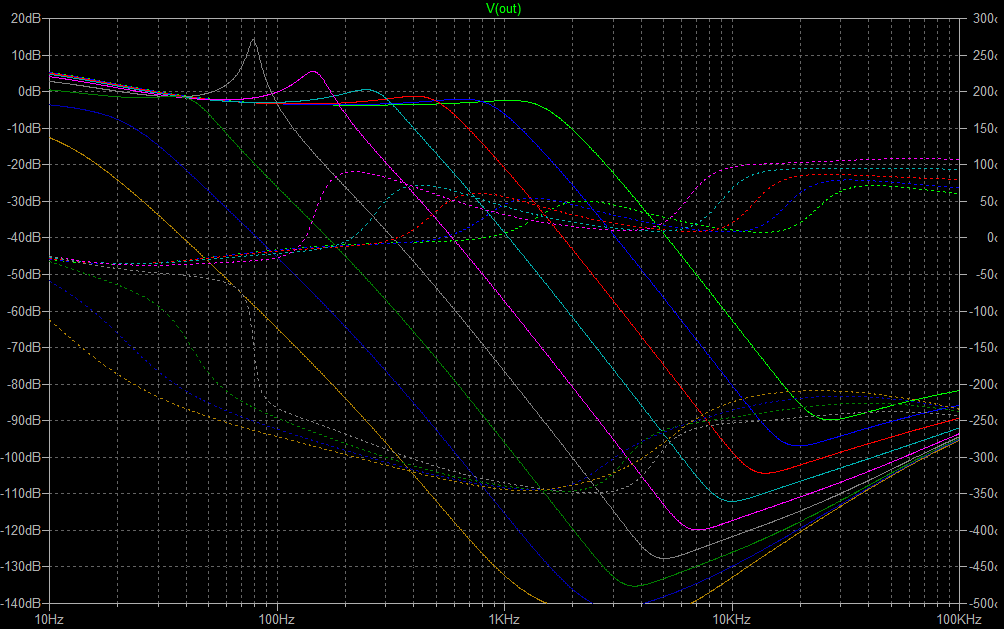 V(out)
20dB 300
10dB 250
0dB 200
-10dB 150
-20dB 100
-30dB 50
-40dB 0
-50dB -50
-60dB -100
-70dB -150
-80dB -200
-90dB -250
-100dB -300
-110dB -350
-120dB -400
-130dB -450
-140dB -500
10Hz 100Hz 1KHz 10KHz 100KHz